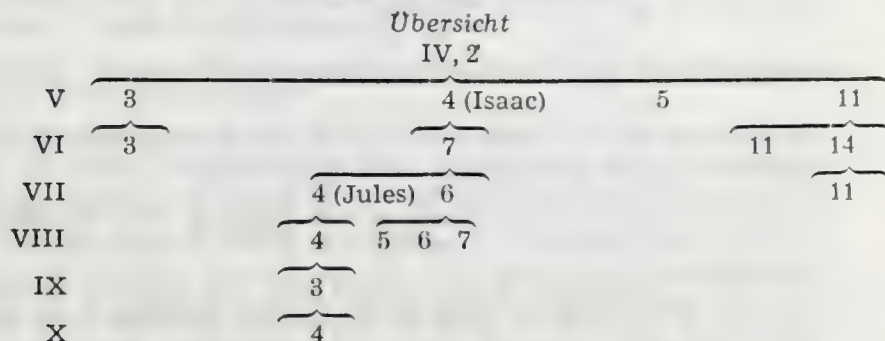 Übersicht
IV, 2
V 3 4 (Isaac) 5 11
VI 3 7 11 14
VII 4 (Jules) 6 11
VIII 4 5 6 7
IX 3
X 4